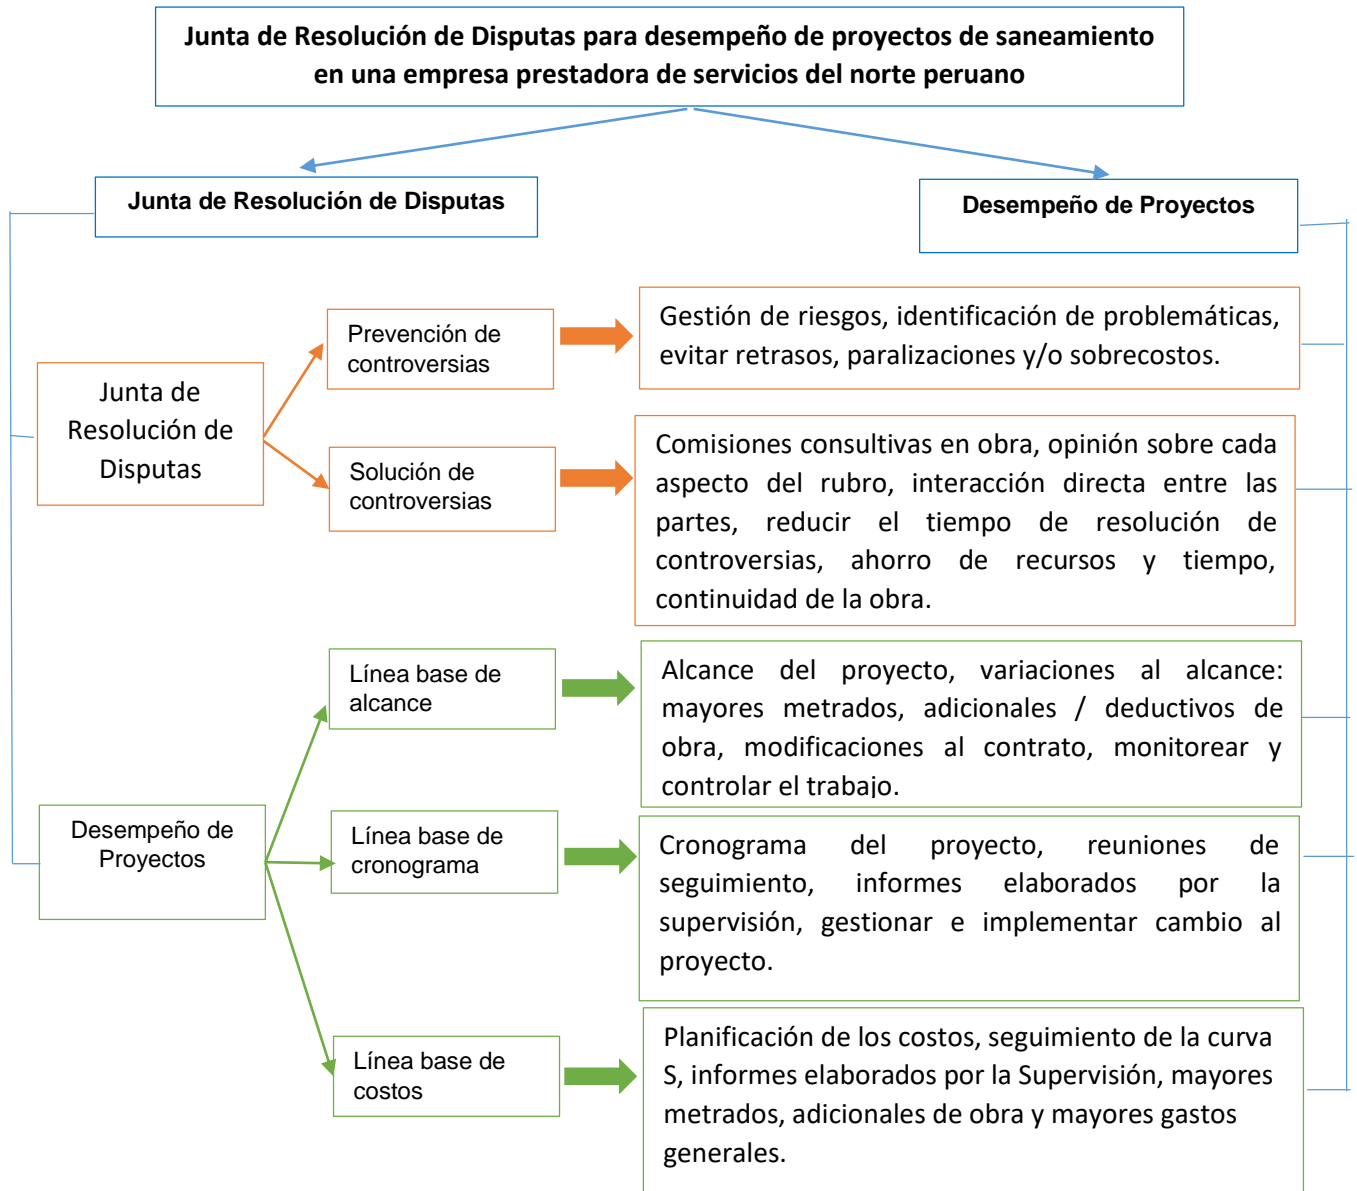 Junta de Resolución de Disputas para desempeño de proyectos de saneamiento
en una empresa prestadora de servicios del norte peruano
Junta de Resolución de Disputas
Desempeño de Proyectos
Junta de
Resolución de
Disputas
Prevención de
controversias
Gestión de riesgos, identificación de problemáticas,
evitar retrasos, paralizaciones y/o sobrecostos.
Solución de
controversias
Comisiones consultivas en obra, opinión sobre cada
aspecto del rubro, interacción directa entre las
partes, reducir el tiempo de resolución de
controversias, ahorro de recursos y tiempo,
continuidad de la obra.
Desempeño de
Proyectos
Línea base de
alcance
Alcance del proyecto, variaciones al alcance:
mayores metrados, adicionales / deductivos de
obra, modificaciones al contrato, monitorear y
controlar el trabajo.
Línea base de
cronograma
Cronograma del proyecto, reuniones de
seguimiento, informes elaborados por la
supervisión, gestionar e implementar cambio al
proyecto.
Línea base de
costos
Planificación de los costos, seguimiento de la curva
S, informes elaborados por la Supervisión, mayores
metrados, adicionales de obra y mayores gastos
generales.